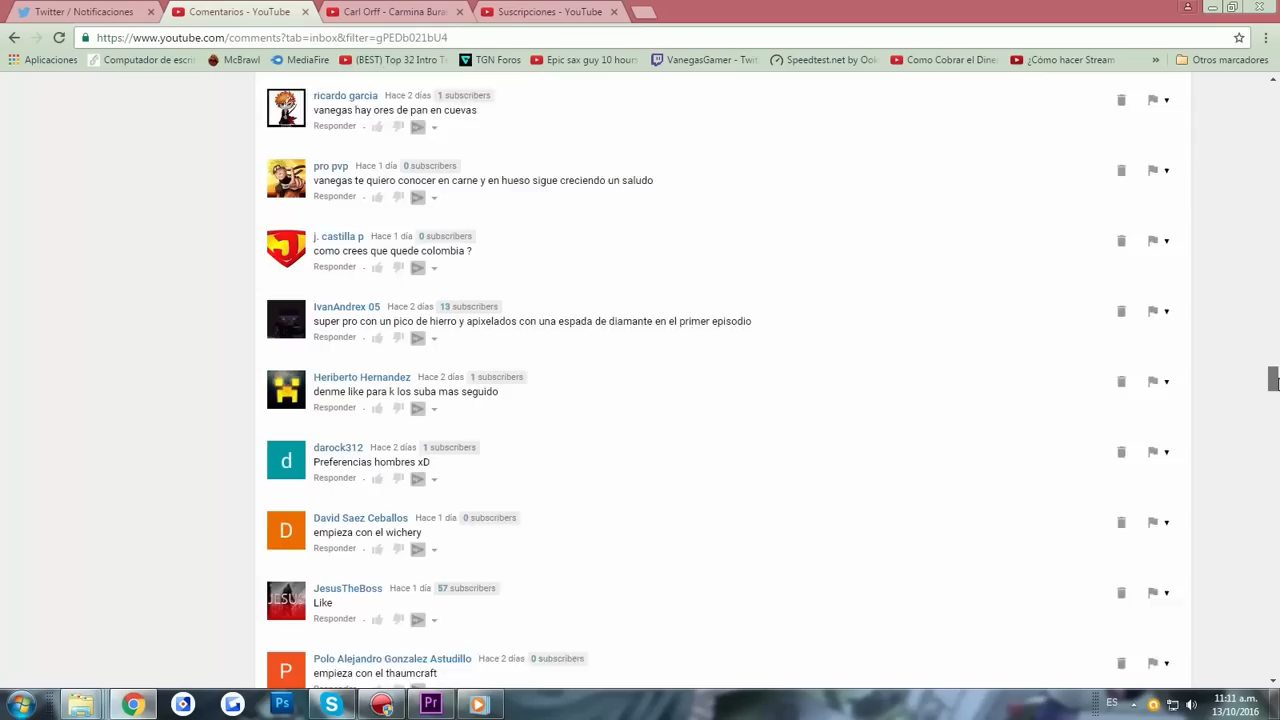 Twitter / Notificaciones
Comentarios - YouTube
Carl Orff - Carmina Bura
Suscripciones - YouTube
https://www.youtube.com/comments?tab=inbox&filter=gPEDb021bU4
Aplicaciones
Computador de escri
McBrawl
MediaFire
(BEST) Top 32 Intro T
TGN Foros
Epic sax guy 10 hours
VanegasGamer - Twit
Speedtest.net by Ook
Como Cobrar el Dine
¿Cómo hacer Stream
»
Otros marcadores
ricardo garcia Hace 2 días 1 subscribers
vanegas hay ores de pan en cuevas
Responder
pro pvp Hace 1 día 0 subscribers
vanegas te quiero conocer en carne y en hueso sigue creciendo un saludo
Responder
j. castilla p Hace 1 día 0 subscribers
como crees que quede colombia ?
Responder
IvanAndrex 05 Hace 2 días 13 subscribers
super pro con un pico de hierro y apixelados con una espada de diamante en el primer episodio
Responder
Heriberto Hernandez Hace 2 días 1 subscribers
denme like para k los suba mas seguido
Responder
d
darock312 Hace 2 días 1 subscribers
Preferencias hombres xD
Responder
D
David Saez Ceballos Hace 1 día 0 subscribers
empieza con el wichery
Responder
JESUS
JesusTheBoss Hace 1 día 57 subscribers
Like
Responder
P
Polo Alejandro Gonzalez Astudillo Hace 2 días 0 subscribers
empieza con el thaumcraft
Ps
S
Pr
ES
11:11 a.m.
13/10/2016